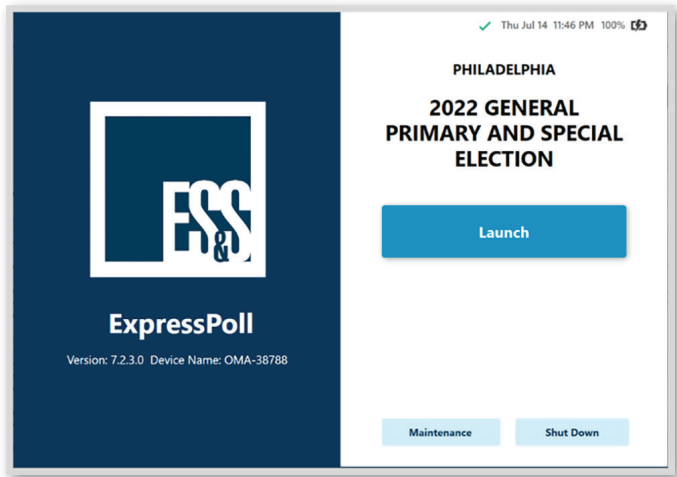 Thu Jul 14 11:46 PM 100%
PHILADELPHIA
2022 GENERAL
PRIMARY AND SPECIAL
ELECTION
Launch
ES&S
ExpressPoll
Version: 7.2.3.0 Device Name: OMA-38788
Maintenance Shut Down